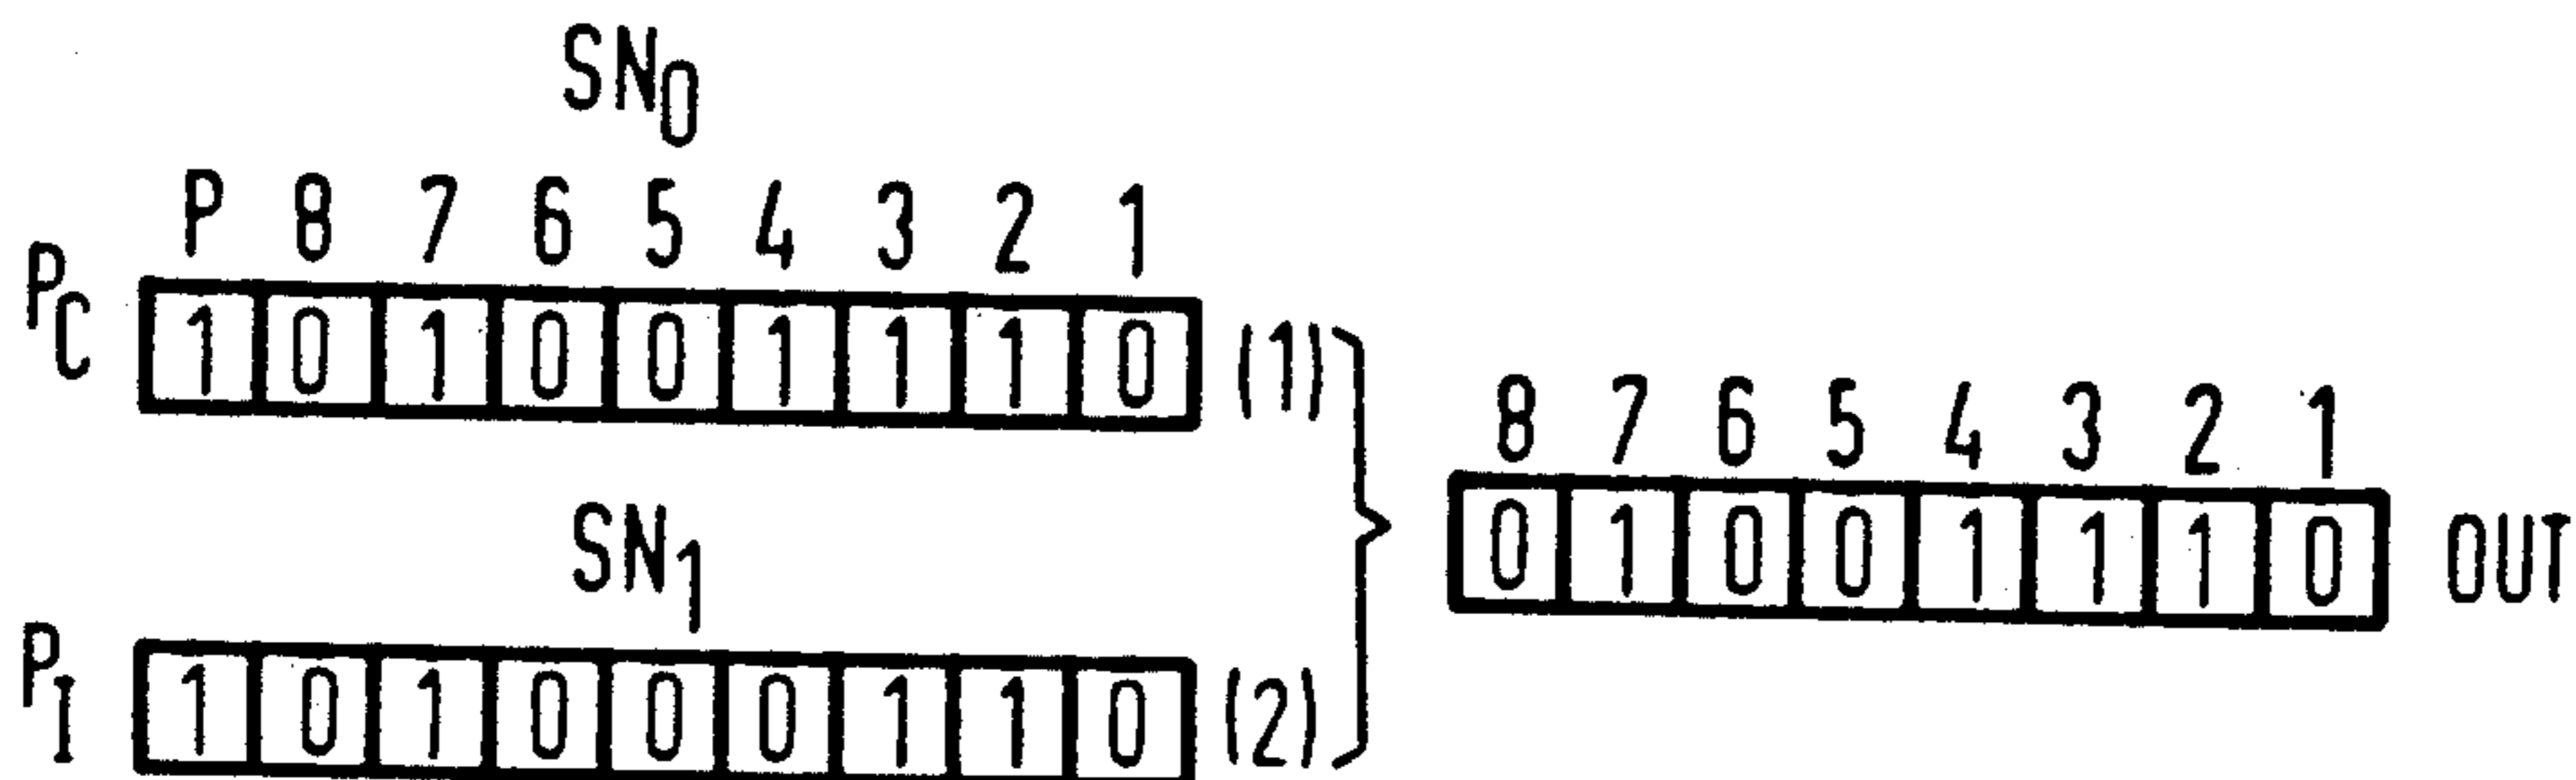 SN0
P 8 7 6 5 4 3 2 1
PC 1 0 1 0 0 1 1 1 0 (1)
8 7 6 5 4 3 2 1
0 1 0 0 1 1 1 0 OUT
SN1
PI 1 0 1 0 0 0 1 1 0 (2)